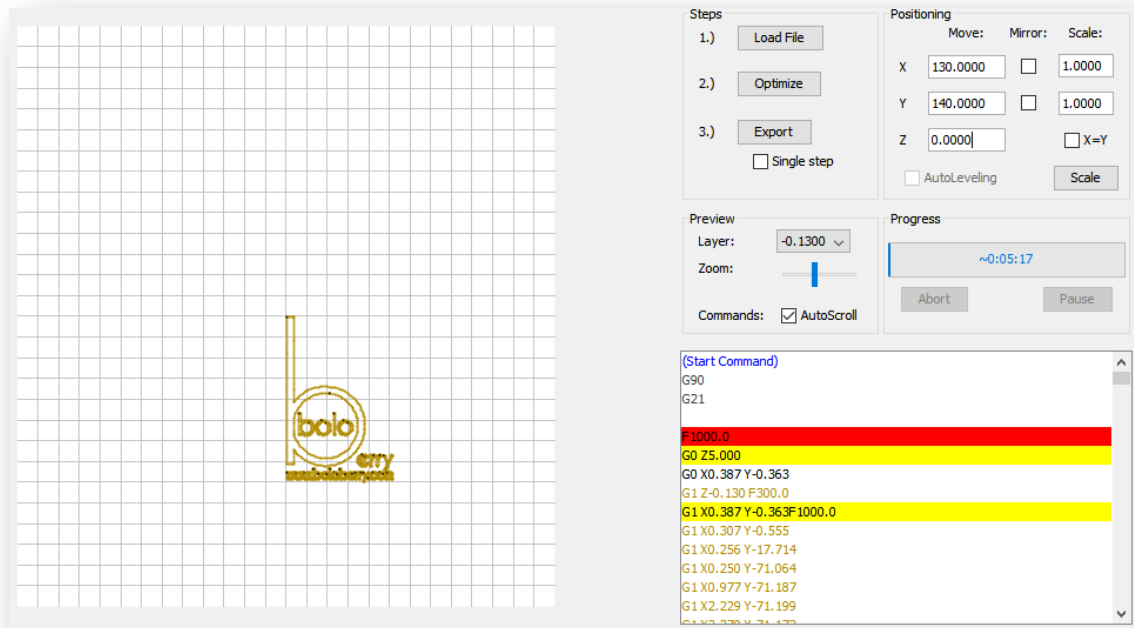 Steps
1.) Load File
2.) Optimize
3.) Export
Single step
Positioning
Move: Mirror: Scale:
X 130.0000 1.0000
Y 140.0000 1.0000
Z 0.0000 X=Y
AutoLeveling Scale
Preview
Layer: -0.1300
Zoom:
Commands: AutoScroll
Progress
~0:05:17
Abort Pause
bolo
erry
(Start Command)
G90
G21
F1000.0
G0 Z5.000
G0 X0.387 Y-0.363
G1 Z-0.130 F300.0
G1 X0.387 Y-0.363F1000.0
G1 X0.307 Y-0.555
G1 X0.256 Y-17.714
G1 X0.250 Y-71.064
G1 X0.977 Y-71.187
G1 X2.229 Y-71.199